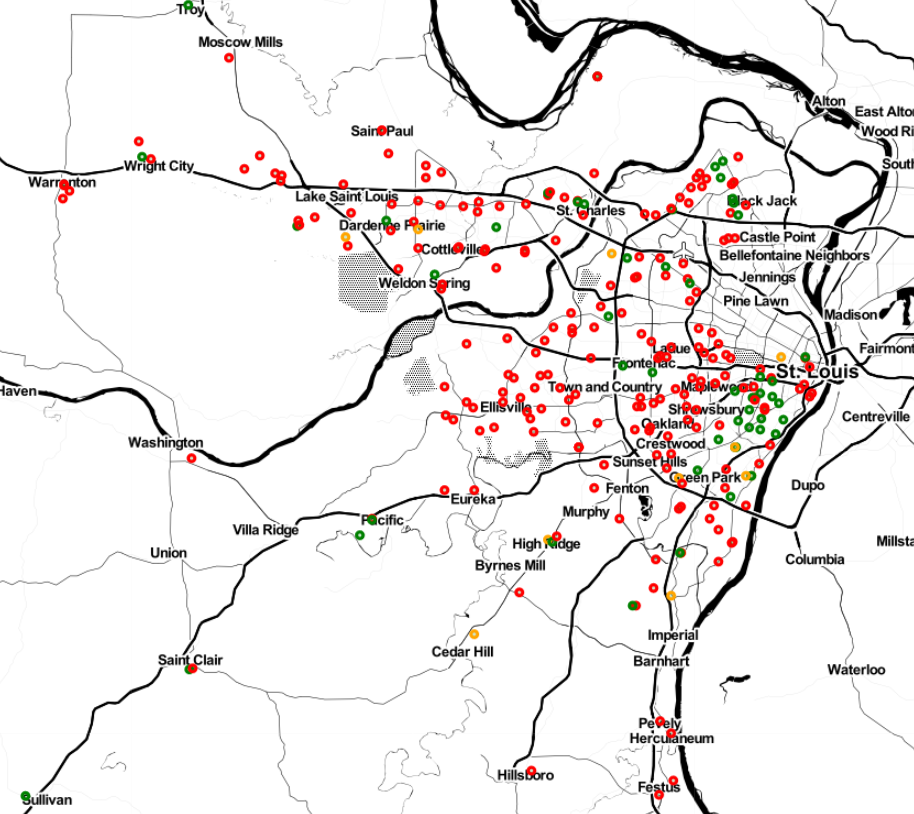 Troy
Moscow Mills
Alton
East Alto
Wood Ri
Saint Paul
South
Wright City
Warrenton
Lake Saint Louis
St. Charles
Black Jack
Dardenne Prairie
Castle Point
Cottleville
Bellefontaine Neighbors
Jennings
Weldon Spring
Pine Lawn
Madison
Ladue
Fairmont
Frontenac
St. Louis
Haven
Town and Country
Maplewood
Ellisville
Shrewsbury
Centreville
Oakland
Washington
Crestwood
Sunset Hills
Green Park
Fenton
Dupo
Eureka
Murphy
Pacific
Villa Ridge
High Ridge
Millsta
Union
Byrnes Mill
Columbia
Imperial
Cedar Hill
Saint Clair
Barnhart
Waterloo
Pevely
Herculaneum
Hillsboro
Festus
Sullivan